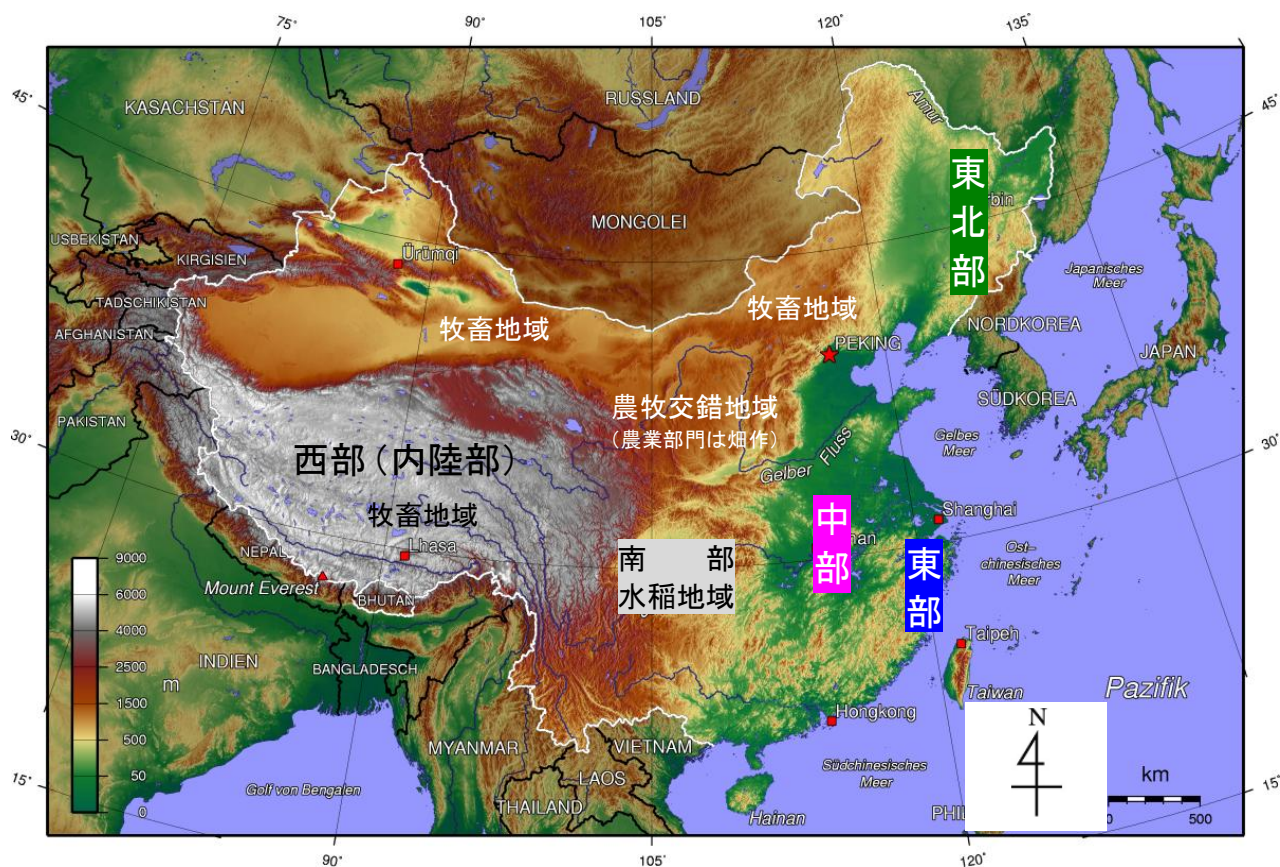 75°
90°
105°
120°
135°
45°
45°
KASACHSTAN
RUSSLAND
Amur
東北部
rbin
MONGOLEI
USBEKISTAN
KIRGISIEN
Ürümqi
Japanisches
Meer
TADSCHIKISTAN
牧畜地域
牧畜地域
AFGHANISTAN
NORDKOREA
PEKING
JAPAN
SÜDKOREA
PAKISTAN
農牧交錯地域
(農業部門は畑作)
Gelber Fluss
Gelbes
Meer
30°
30°
西部(内陸部)
牧畜地域
Shanghai
中部
han
南 部
水稲地域
東部
Ost–
chinesisches
Meer
Lhasa
NEPAL
Mount Everest
BHUTAN
9000
6000
4000
2500
1500
500
50
0
m
INDIEN
BANGLADESCH
Taipeh
Taiwan
Pazifik
Hongkong
MYANMAR
VIETNAM
LAOS
THAILAND
Südchinesisches
Meer
Hainan
Golf von Bengalen
N
km
0
500
PHIL
15°
15°
90°
105°
120°